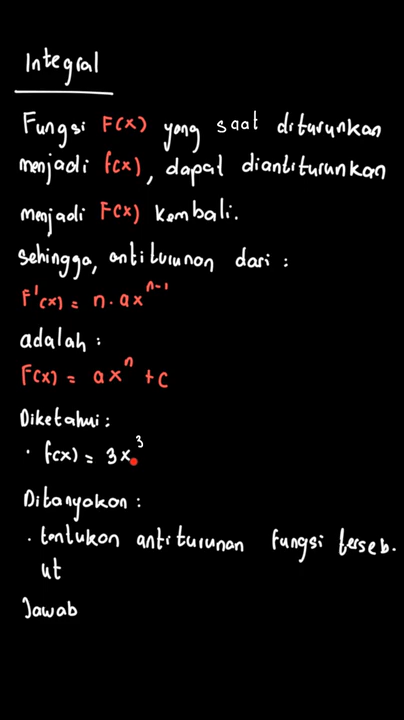 Integral
Fungsi F(x) yang saat diturunkan
menjadi f(x), dapat diantiturunkan
menjadi F(x) kembali.
sehingga, antiturunan dari :
F'(x) = n . ax^{n-1}
adalah :
F(x) = ax^n + c
Diketahui :
· f(x) = 3x^3
Ditanyakan :
· tentukan antiturunan fungsi terseb.
ut
Jawab